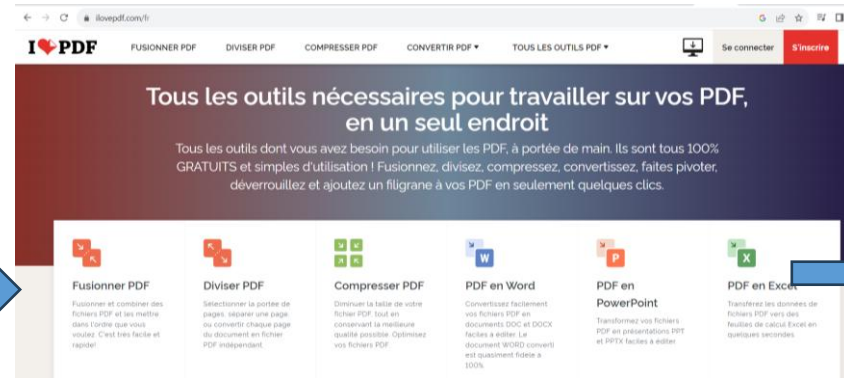 ilovepdf.com/fr
I PDF FUSIONNER PDF DIVISER PDF COMPRESSER PDF CONVERTIR PDF TOUS LES OUTILS PDF Se connecter S'inscrire
Tous les outils nécessaires pour travailler sur vos PDF,
en un seul endroit
Tous les outils dont vous avez besoin pour utiliser les PDF, à portée de main. Ils sont tous 100%
GRATUITS et simples d'utilisation ! Fusionnez, divisez, compressez, convertissez, faites pivoter,
déverrouillez et ajoutez un filigrane à vos PDF en seulement quelques clics.
Fusionner PDF
Fusionner et combiner des
fichiers PDF et les mettre
dans l'ordre que vous
voulez. C'est très facile et
rapide!
Diviser PDF
Sélectionner la portée de
pages, séparer une page,
ou convertir chaque page
du document en fichier
PDF indépendant.
Compresser PDF
Diminuer la taille de votre
fichier PDF, tout en
conservant la meilleure
qualité possible. Optimisez
vos fichiers PDF.
W
PDF en Word
Convertissez facilement
vos fichiers PDF en
documents DOC et DOCX
faciles à éditer. Le
document WORD converti
est quasiment fidèle à
100%.
P
PDF en
PowerPoint
Transformez vos fichiers
PDF en présentations PPT
et PPTX faciles à éditer.
X
PDF en Excel
Transférez les données de
fichiers PDF vers des
feuilles de calcul Excel en
quelques secondes.